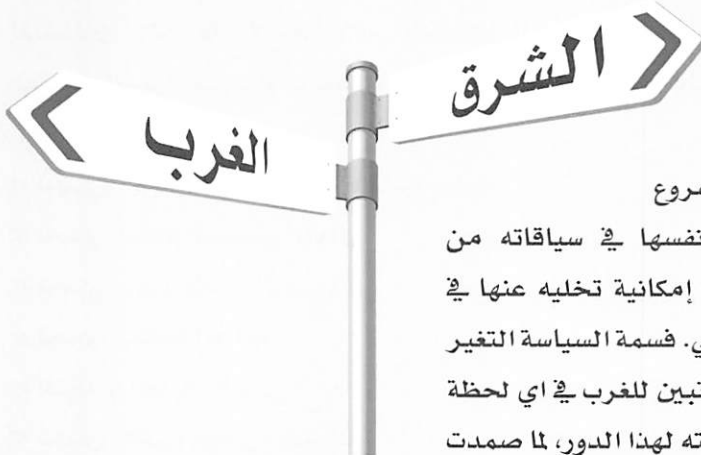 الشرق
الغرب
نفسها في سياقاته من
إمكانية تخليه عنها في
فسمة السياسة التغير
تبين للغرب في اي لحظة
لهذا الدور، لما صمدت